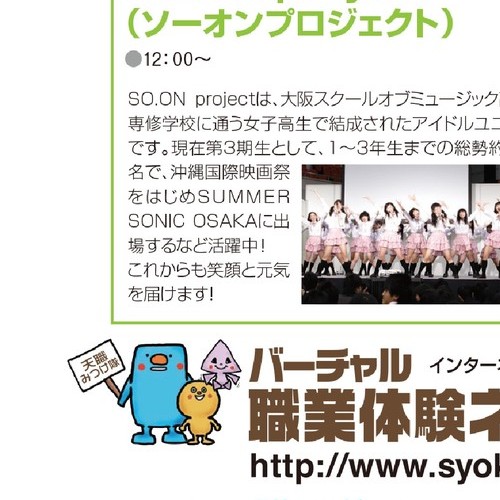 (ソーオンプロジェクト)
●12：00～
SO.ON projectは、大阪スクールオブミュージック
専修学校に通う女子高生で結成されたアイドルユニ
です。現在第3期生として、1～3年生までの総勢約
名で、沖縄国際映画祭
をはじめSUMMER
SONIC OSAKAに出
場するなど活躍中！
これからも笑顔と元気
を届けます！
天職
みつけ隊
バーチャル インターネ
職業体験ネ
http://www.syok